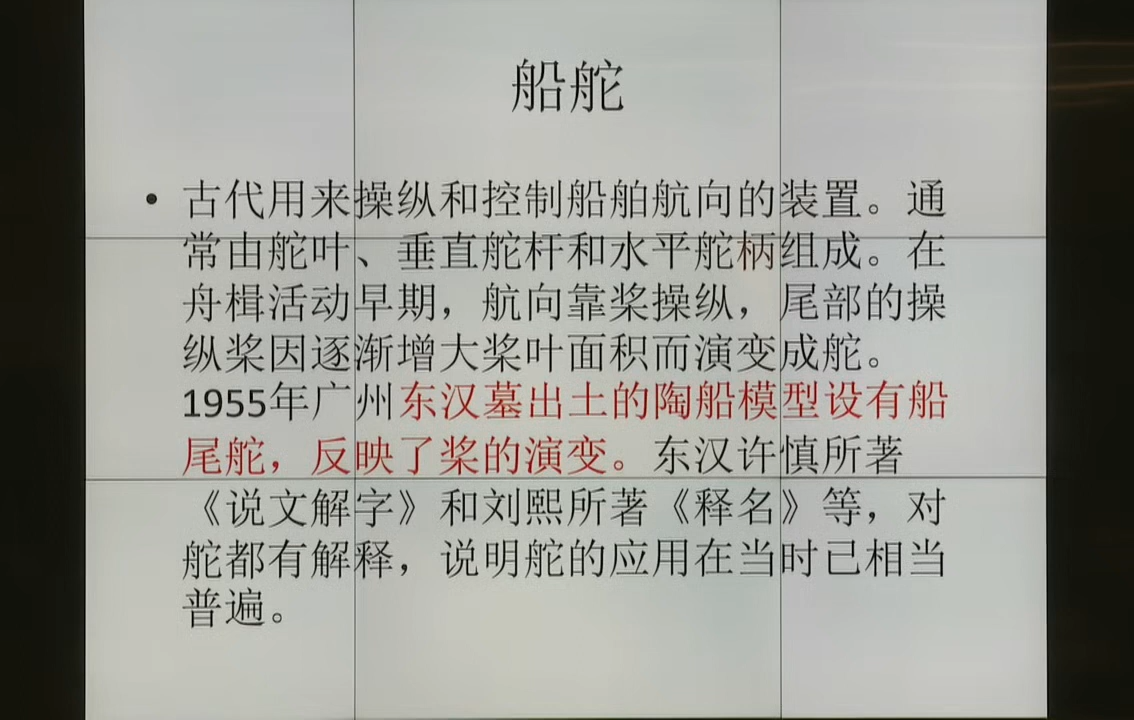 船舵
• 古代用来操纵和控制船舶航向的装置。通
常由舵叶、垂直舵杆和水平舵柄组成。在
舟楫活动早期，航向靠桨操纵，尾部的操
纵桨因逐渐增大桨叶面积而演变成舵。
1955年广州东汉墓出土的陶船模型设有船
尾舵，反映了桨的演变。东汉许慎所著
《说文解字》和刘熙所著《释名》等，对
舵都有解释，说明舵的应用在当时已相当
普遍。